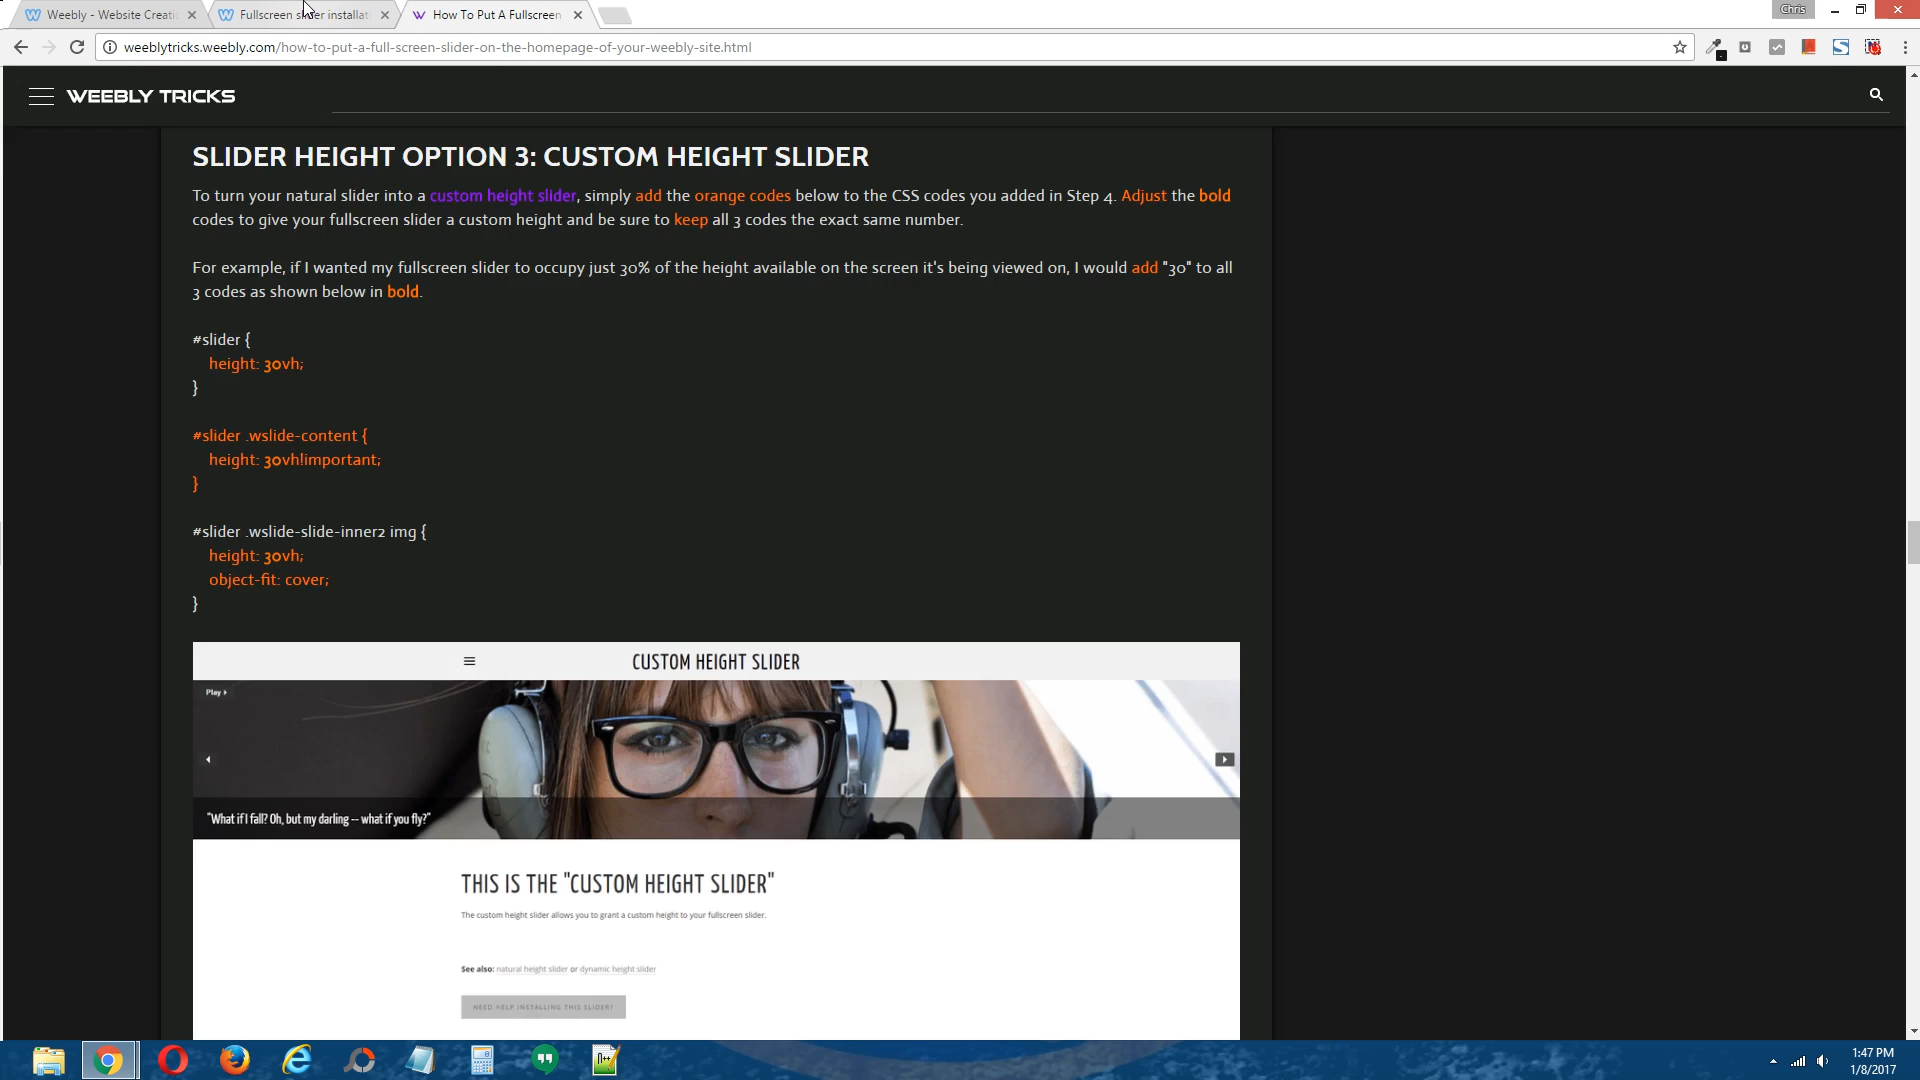 Weebly - Website Creatic
Fullscreen slider installat
How To Put A Fullscreen
Chris
weeblytricks.weebly.com/how-to-put-a-full-screen-slider-on-the-homepage-of-your-weebly-site.html
WEEBLY TRICKS
SLIDER HEIGHT OPTION 3: CUSTOM HEIGHT SLIDER
To turn your natural slider into a custom height slider, simply add the orange codes below to the CSS codes you added in Step 4. Adjust the bold
codes to give your fullscreen slider a custom height and be sure to keep all 3 codes the exact same number.
For example, if I wanted my fullscreen slider to occupy just 30% of the height available on the screen it's being viewed on, I would add "30" to all
3 codes as shown below in bold.
#slider {
height: 30vh;
}
#slider .wslide-content {
height: 30vh!important;
}
#slider .wslide-slide-inner2 img {
height: 30vh;
object-fit: cover;
}
CUSTOM HEIGHT SLIDER
Play
"What if I fall? Oh, but my darling -- what if you fly?"
THIS IS THE "CUSTOM HEIGHT SLIDER"
The custom height slider allows you to grant a custom height to your fullscreen slider.
See also: natural height slider or dynamic height slider
NEED HELP INSTALLING THIS SLIDER?
1:47 PM
1/8/2017